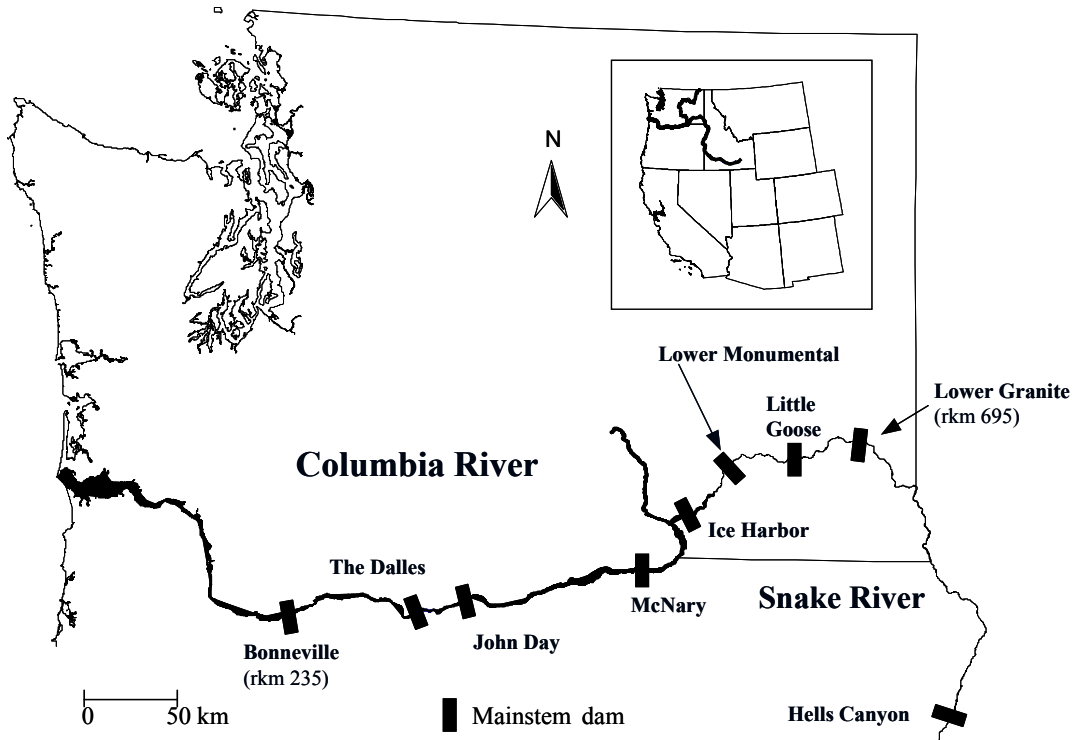 N
Lower Monumental
Lower Granite
(rkm 695)
Little
Goose
Columbia River
Ice Harbor
The Dalles
McNary
Snake River
John Day
Bonneville
(rkm 235)
0 50 km
Mainstem dam
Hells Canyon